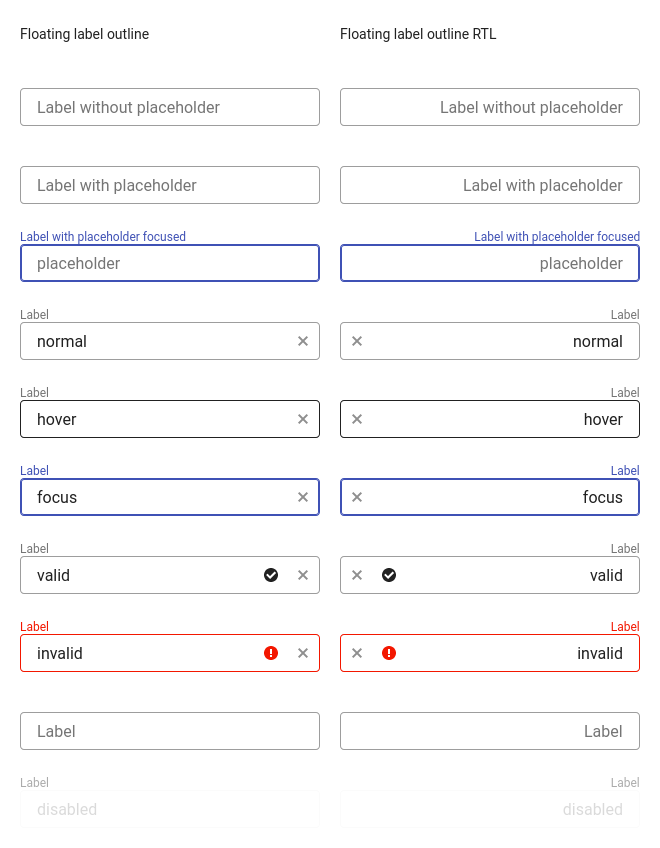 Floating label outline
Floating label outline RTL
Label without placeholder
Label without placeholder
Label with placeholder
Label with placeholder
Label with placeholder focused
Label with placeholder focused
placeholder
placeholder
Label
Label
normal
normal
Label
Label
hover
hover
Label
Label
focus
focus
Label
Label
valid
valid
Label
Label
invalid
invalid
Label
Label
Label
Label
disabled
disabled